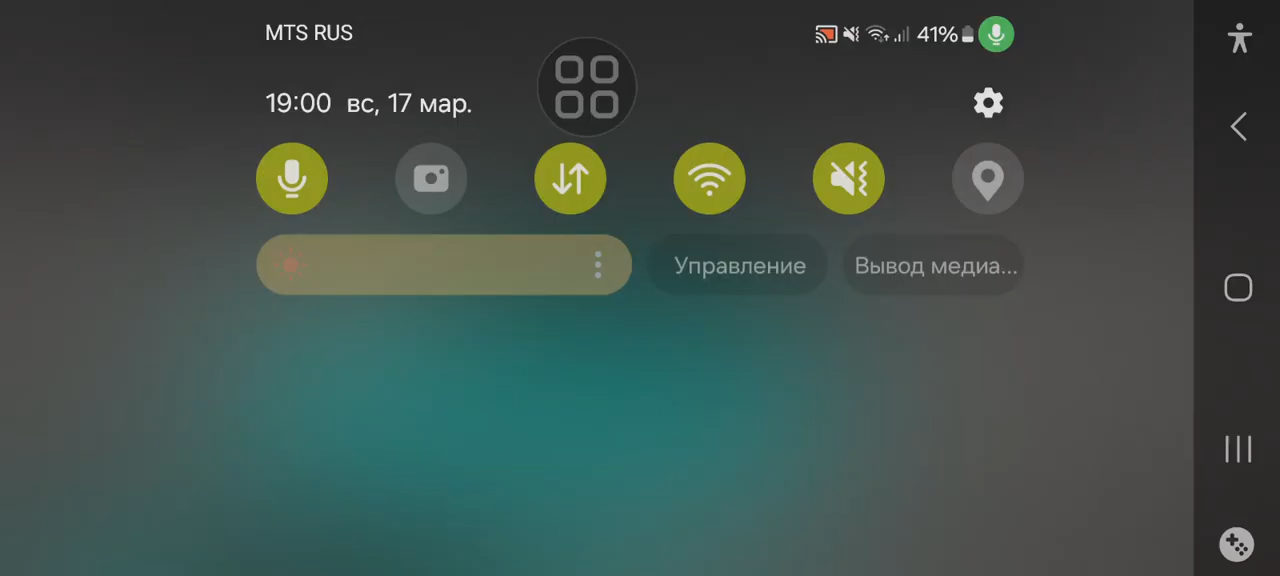 MTS RUS
41%
19:00 вс, 17 мар.
Управление
Вывод медиа...